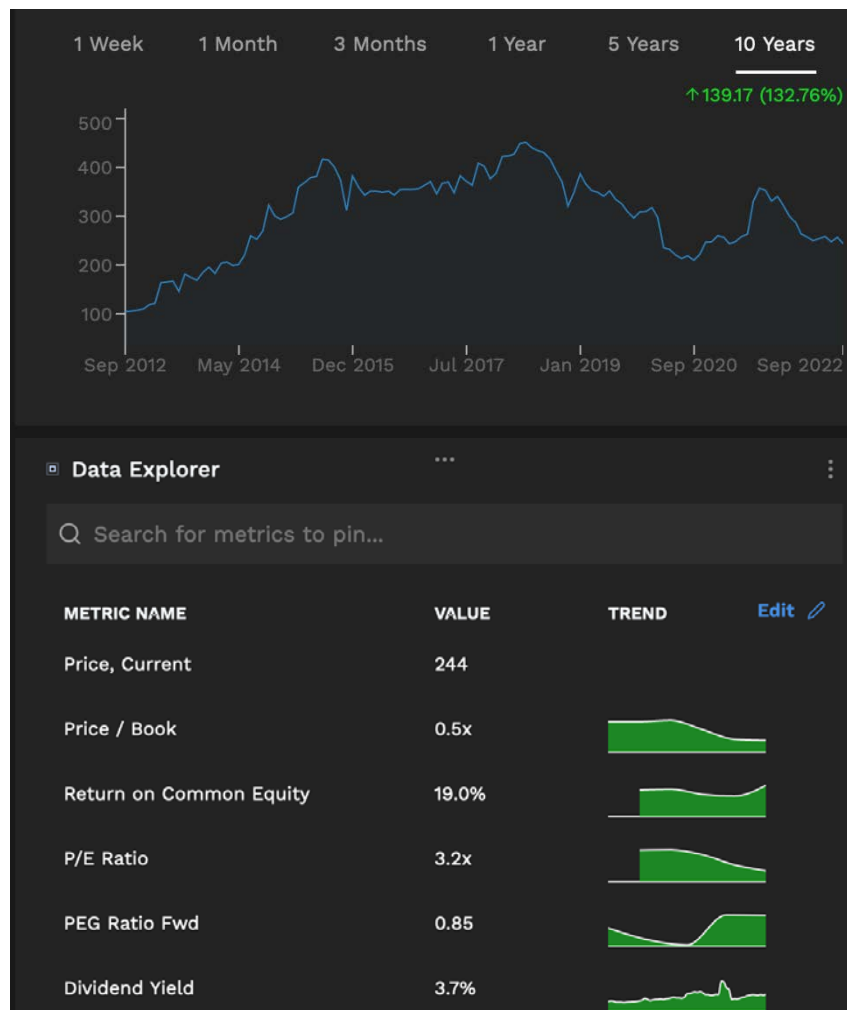 1 Week 1 Month 3 Months 1 Year 5 Years 10 Years
↑139.17 (132.76%)
500
400
300
200
100
Sep 2012 May 2014 Dec 2015 Jul 2017 Jan 2019 Sep 2020 Sep 2022
Data Explorer
Search for metrics to pin...
METRIC NAME VALUE TREND Edit
Price, Current 244
Price / Book 0.5x
Return on Common Equity 19.0%
P/E Ratio 3.2x
PEG Ratio Fwd 0.85
Dividend Yield 3.7%